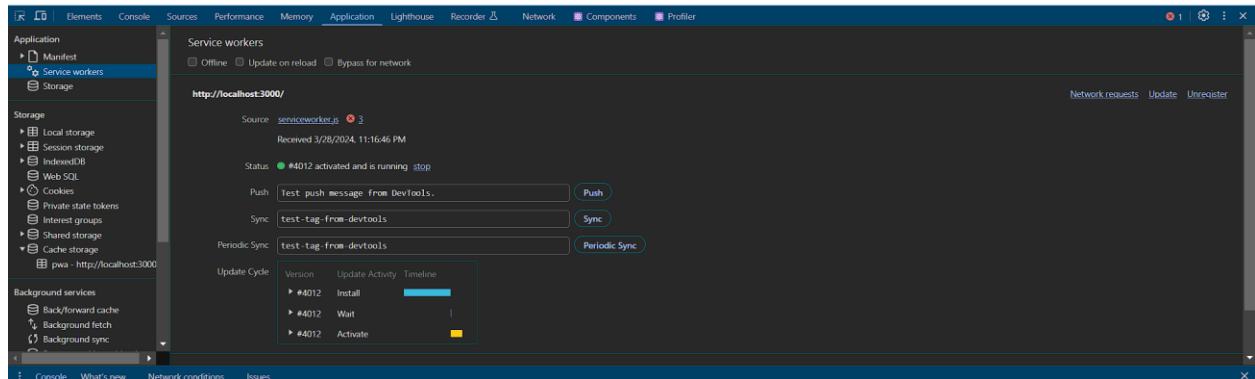 Elements Console Sources Performance Memory Application Lighthouse Recorder Network Components Profiler 1
Application
Manifest
Service workers
Storage
Storage
Local storage
Session storage
IndexedDB
Web SQL
Cookies
Private state tokens
Interest groups
Shared storage
Cache storage
pwa - http://localhost:3000
Background services
Back/forward cache
Background fetch
Background sync
Service workers
Offline Update on reload Bypass for network
http://localhost:3000/ Network requests Update Unregister
Source serviceworker.js 3
Received 3/28/2024, 11:16:46 PM
Status #4012 activated and is running stop
Push Test push message from DevTools. Push
Sync test-tag-from-devtools Sync
Periodic Sync test-tag-from-devtools Periodic Sync
Update Cycle Version Update Activity Timeline
#4012 Install
#4012 Wait
#4012 Activate
Console What's new Network conditions Issues